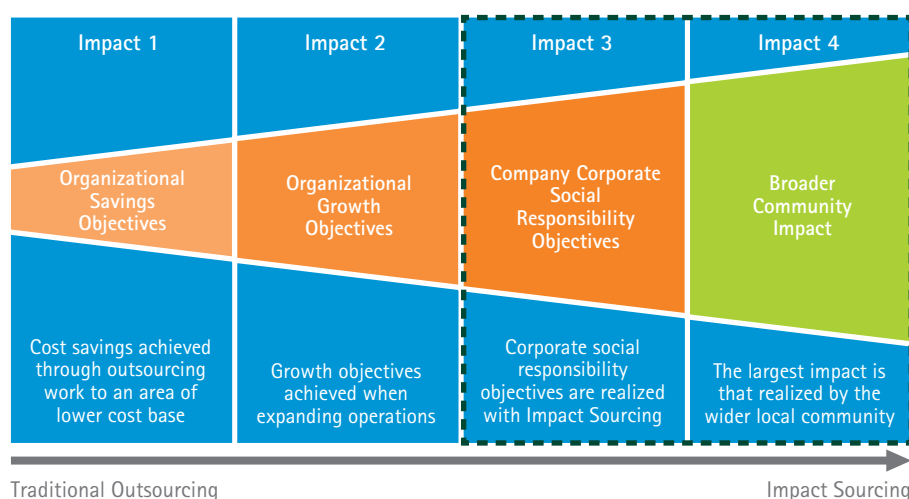 Impact 1
Organizational
Savings
Objectives
Cost savings achieved
through outsourcing
work to an area of
lower cost base
Impact 2
Organizational
Growth
Objectives
Growth objectives
achieved when
expanding operations
Impact 3
Company Corporate
Social
Responsibility
Objectives
Corporate social
responsibility
objectives are realized
with Impact Sourcing
Impact 4
Broader
Community
Impact
The largest impact is
that realized by the
wider local community
Traditional Outsourcing
Impact Sourcing